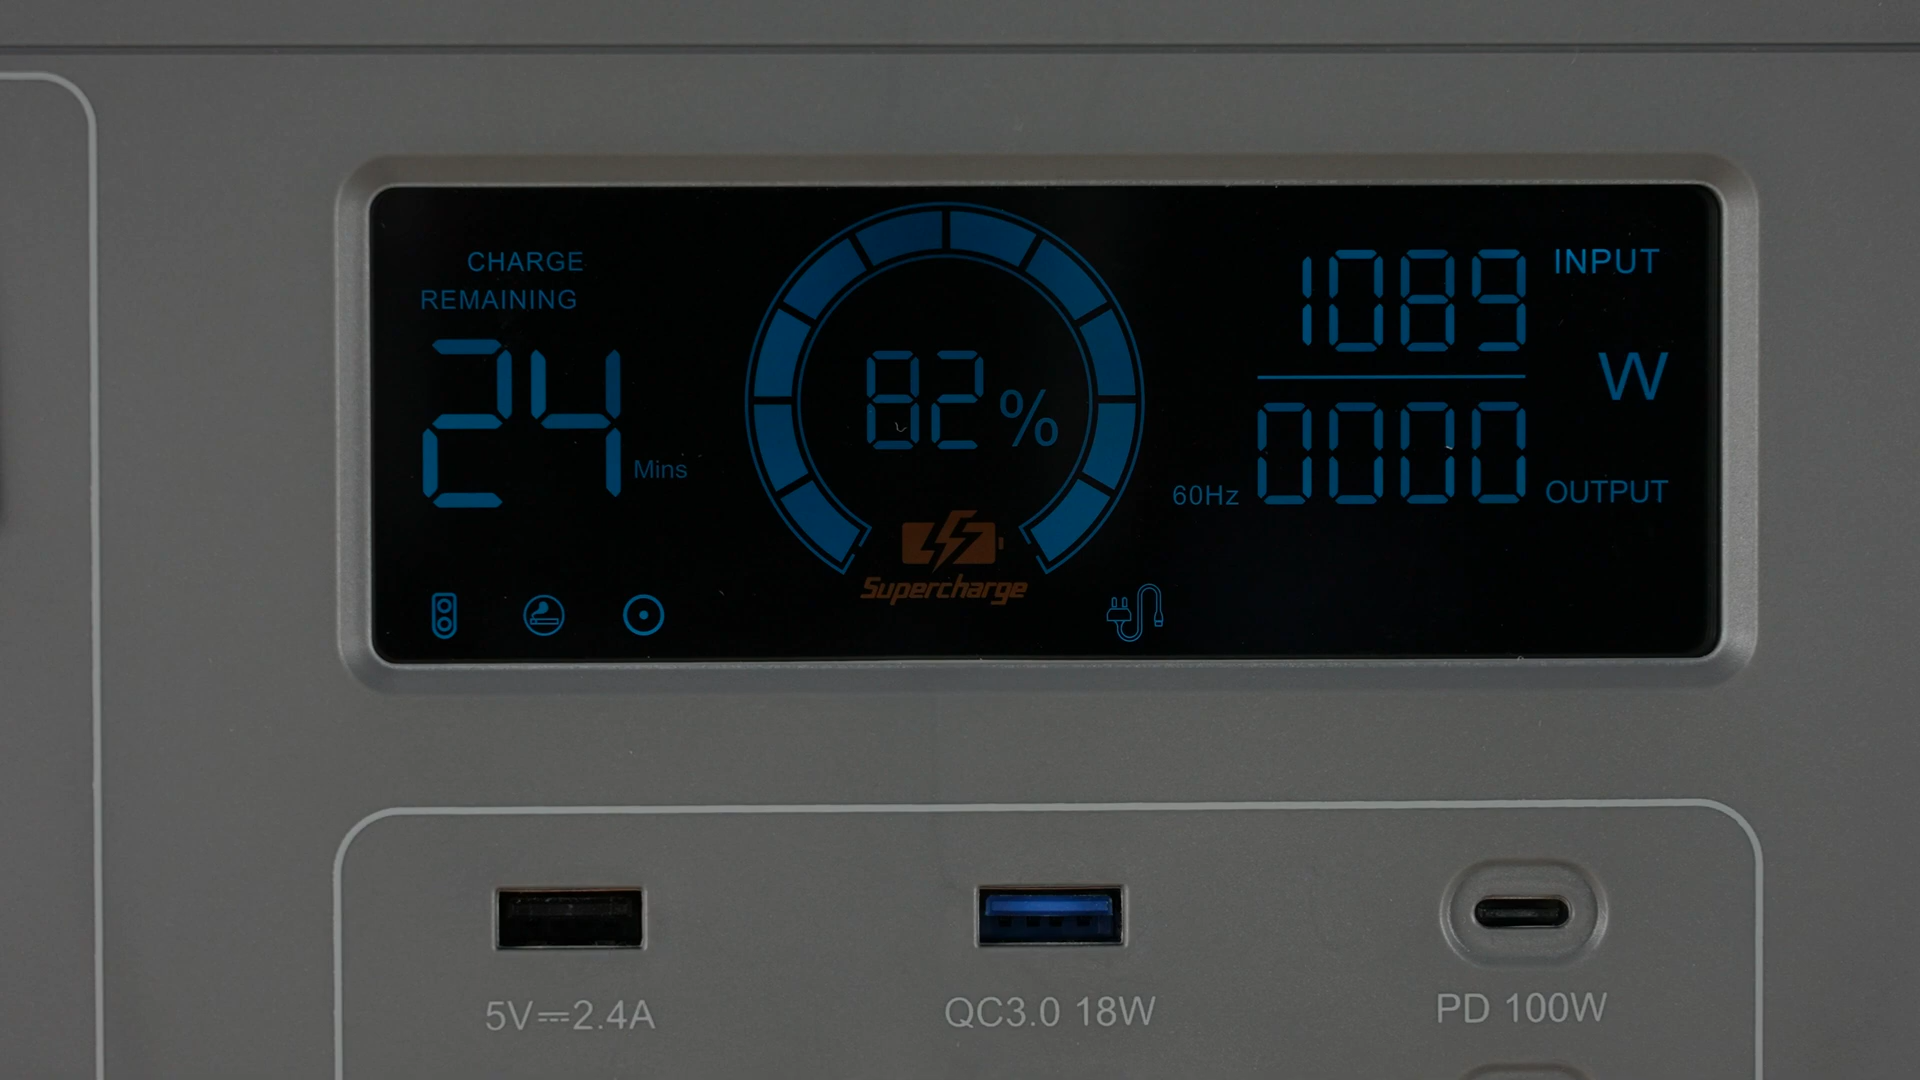 CHARGE
REMAINING
24 Mins
82%
Supercharge
1089 INPUT
W
60Hz 0000 OUTPUT
5V⎓2.4A
QC3.0 18W
PD 100W